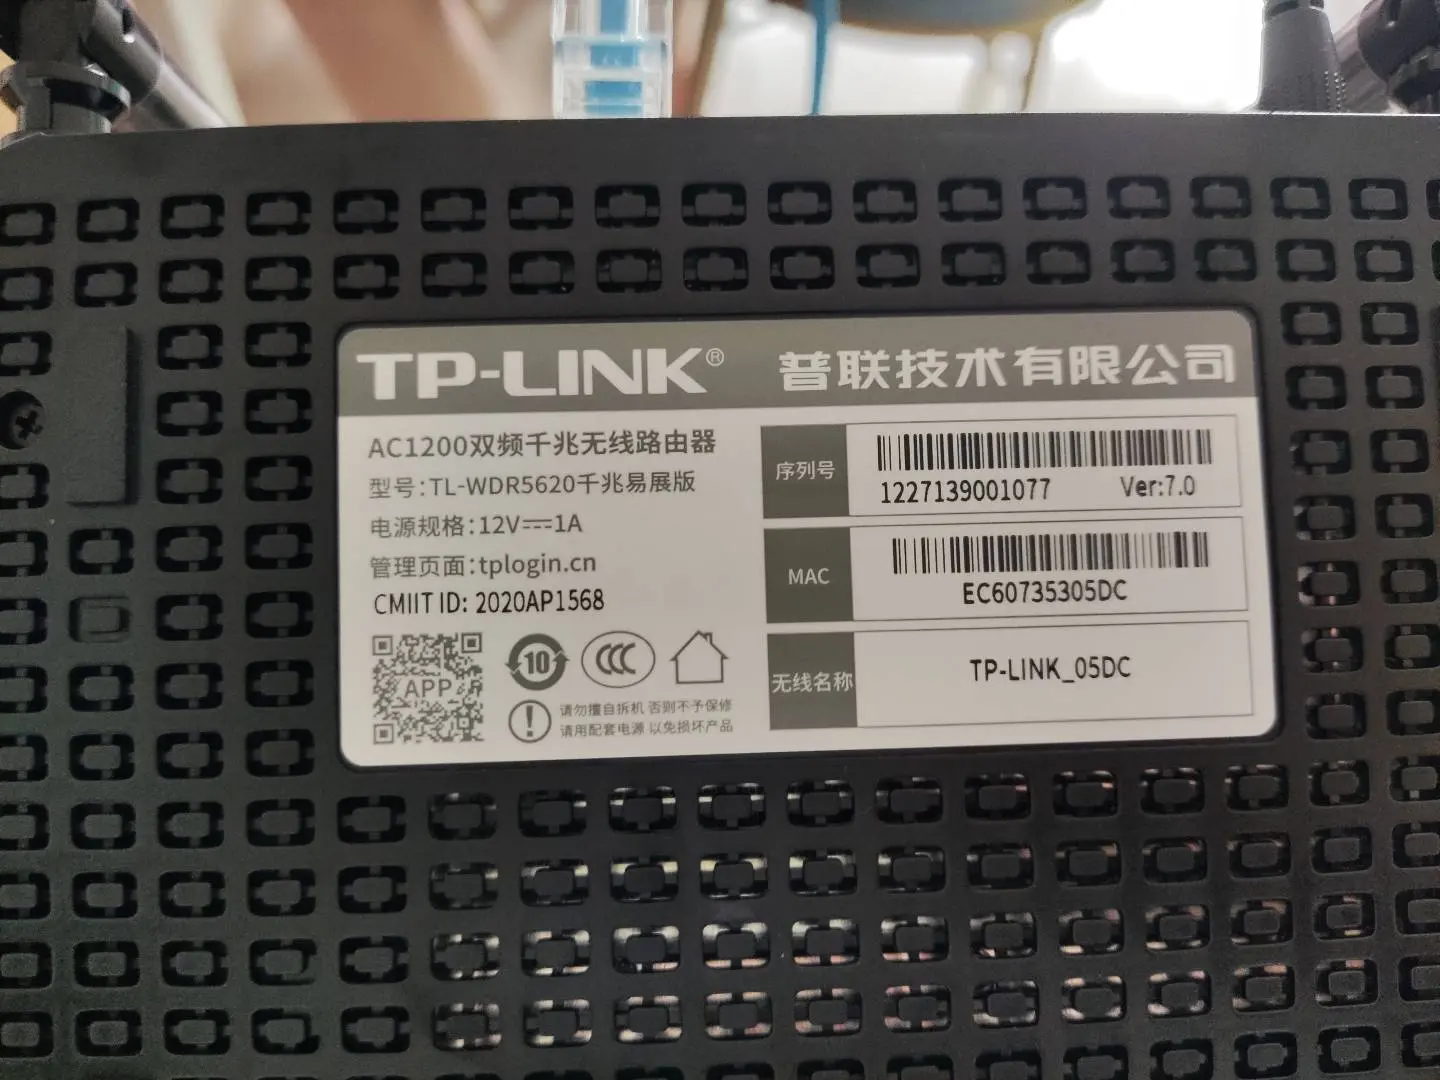 TP-LINK® 普联技术有限公司
AC1200双频千兆无线路由器
型号:TL-WDR5620千兆易展版
电源规格:12V⎓1A
管理页面:tplogin.cn
CMIIT ID: 2020AP1568
APP
10
CCC
请勿擅自拆机 否则不予保修
请用配套电源 以免损坏产品
序列号
1227139001077 Ver:7.0
MAC
EC60735305DC
无线名称
TP-LINK_05DC